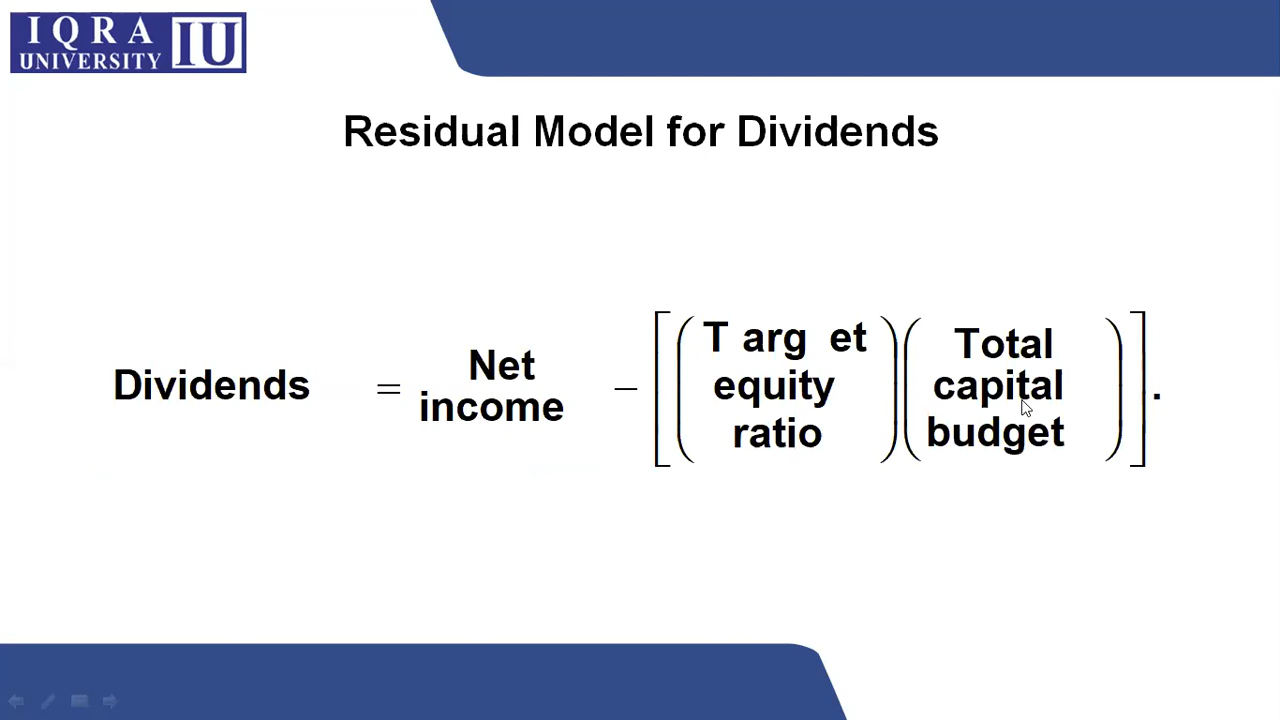 IQRA
UNIVERSITY IU
Residual Model for Dividends
Dividends = Net income − [(T arg et equity ratio)(Total capital budget)].